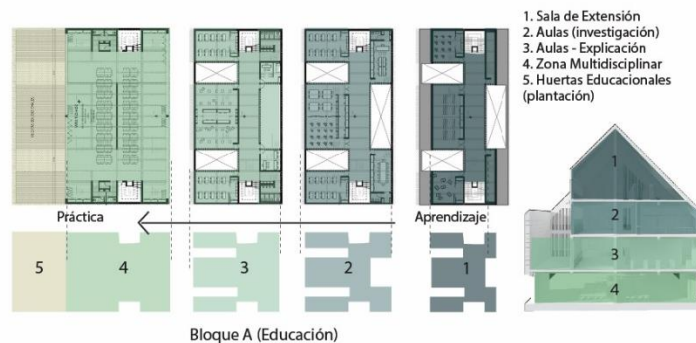 1. Sala de Extensión
2. Aulas (investigación)
3. Aulas - Explicación
4. Zona Multidisciplinar
5. Huertas Educacionales
(plantación)
Práctica
Aprendizaje
5
4
3
2
1
1
2
3
4
Bloque A (Educación)